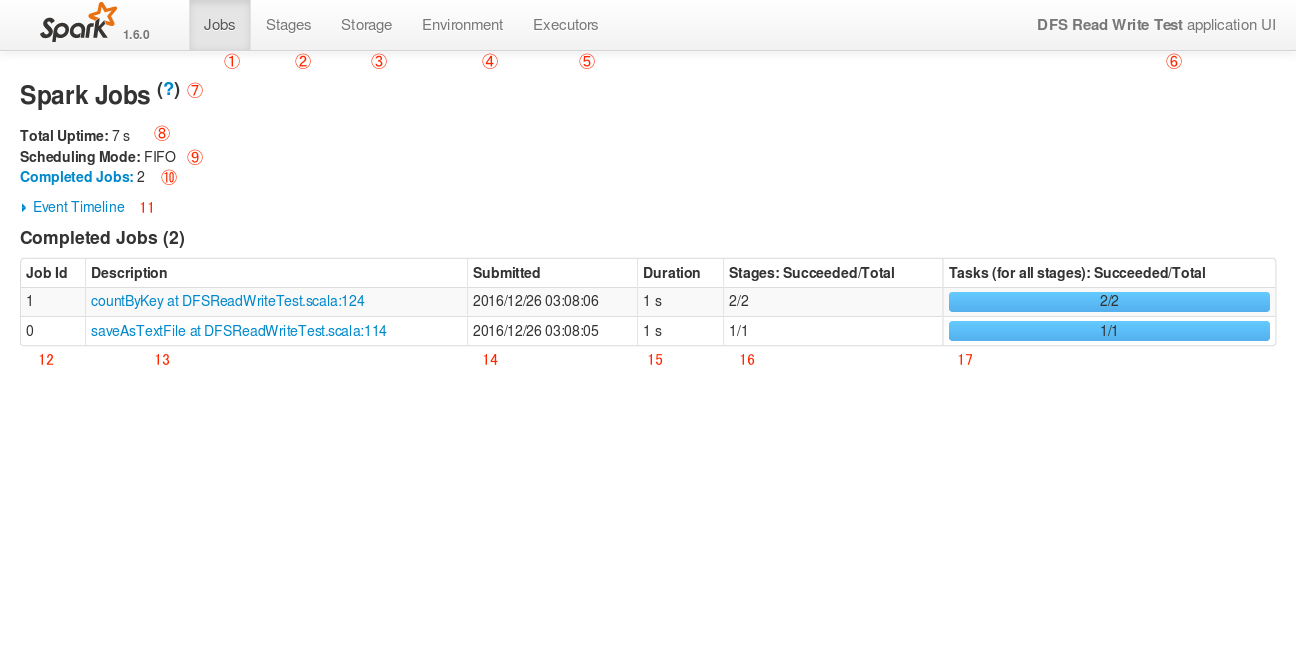 Spark 1.6.0 Jobs Stages Storage Environment Executors DFS Read Write Test application UI
① ② ③ ④ ⑤ ⑥
Spark Jobs (?) ⑦
Total Uptime: 7 s ⑧
Scheduling Mode: FIFO ⑨
Completed Jobs: 2 ⑩
Event Timeline 11
Completed Jobs (2)
Job Id Description Submitted Duration Stages: Succeeded/Total Tasks (for all stages): Succeeded/Total
1 countByKey at DFSReadWriteTest.scala:124 2016/12/26 03:08:06 1 s 2/2 2/2
0 saveAsTextFile at DFSReadWriteTest.scala:114 2016/12/26 03:08:05 1 s 1/1 1/1
12 13 14 15 16 17